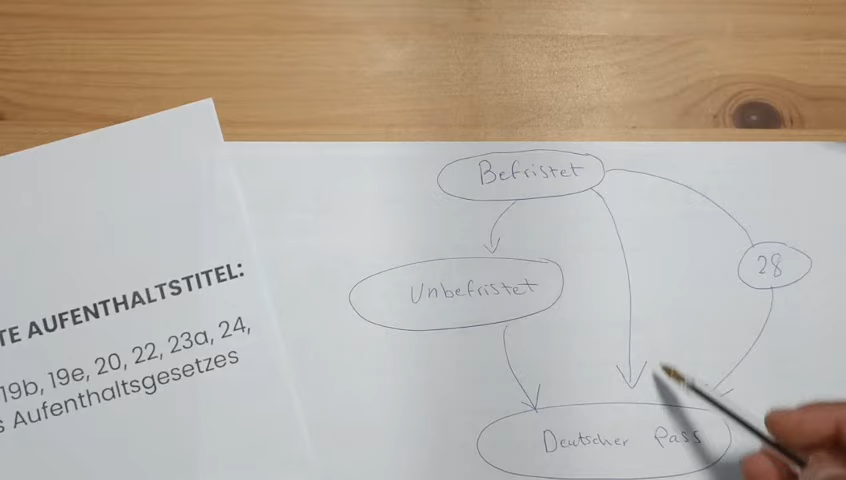 TE AUFENTHALTSTITEL:
19b, 19e, 20, 22, 23a, 24,
s Aufenthaltsgesetzes
Befristet
28
Unbefristet
Deutscher Pass